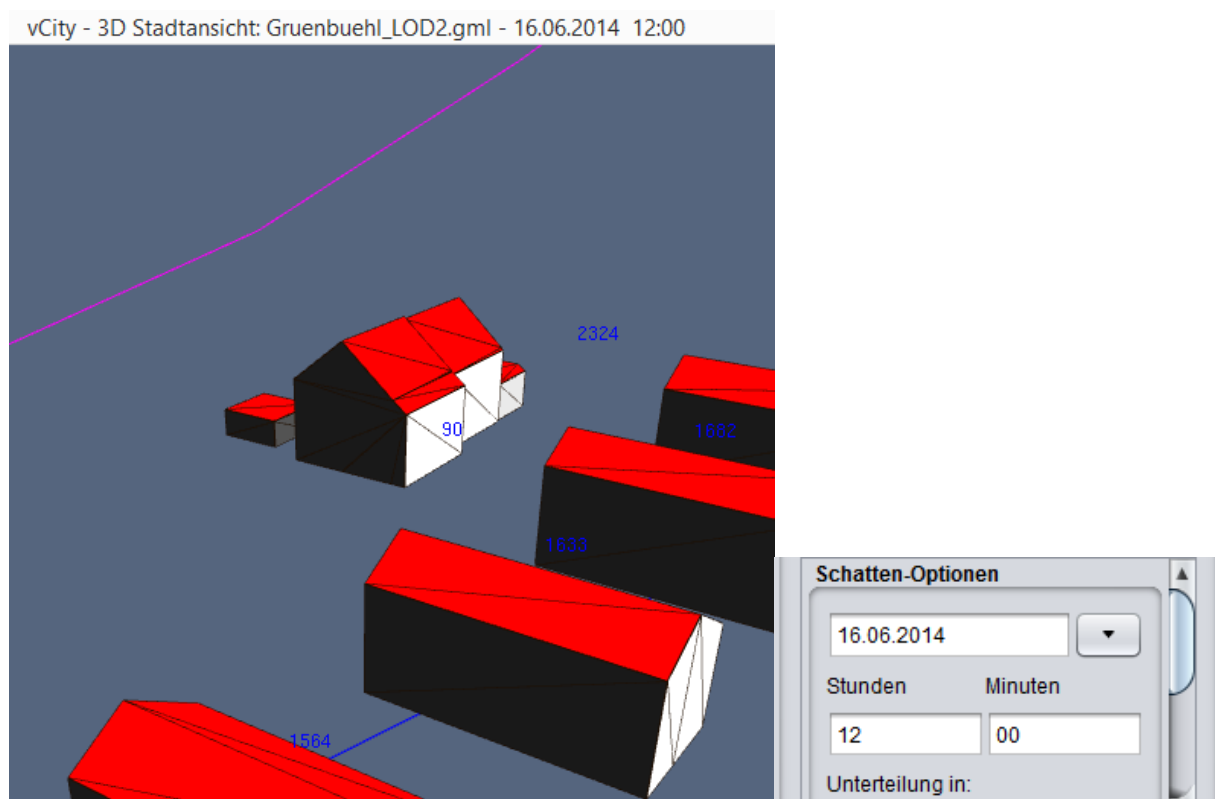 vCity - 3D Stadtansicht: Gruenbuehl_LOD2.gml - 16.06.2014 12:00
2324
90
1682
1633
1564
Schatten-Optionen
16.06.2014
Stunden Minuten
12 00
Unterteilung in: